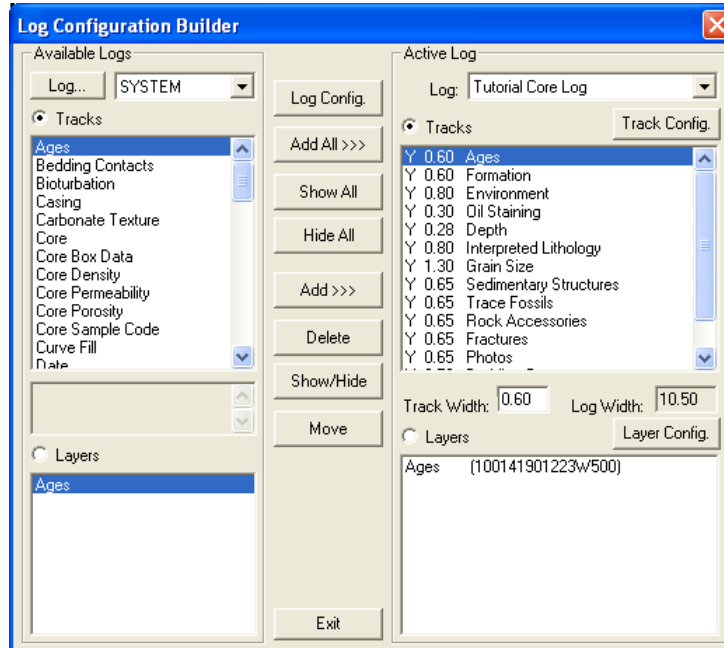 Log Configuration Builder
Available Logs
Log...
SYSTEM
Tracks
Ages
Bedding Contacts
Bioturbation
Casing
Carbonate Texture
Core
Core Box Data
Core Density
Core Permeability
Core Porosity
Core Sample Code
Curve Fill
Date
Layers
Ages
Log Config.
Add All >>>
Show All
Hide All
Add >>>
Delete
Show/Hide
Move
Exit
Active Log
Log: Tutorial Core Log
Tracks
Track Config.
Y 0.60 Ages
Y 0.60 Formation
Y 0.80 Environment
Y 0.30 Oil Staining
Y 0.28 Depth
Y 0.80 Interpreted Lithology
Y 1.30 Grain Size
Y 0.65 Sedimentary Structures
Y 0.65 Trace Fossils
Y 0.65 Rock Accessories
Y 0.65 Fractures
Y 0.65 Photos
Track Width: 0.60 Log Width: 10.50
Layers
Layer Config.
Ages (100141901223W500)